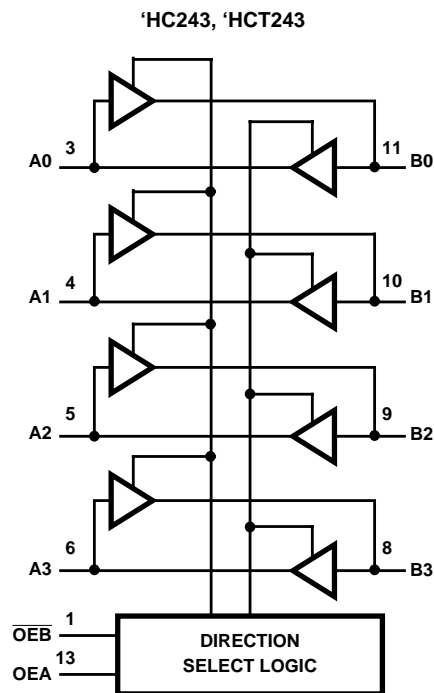 ‘HC243, ‘HCT243
3 11
A0 B0
4 10
A1 B1
5 9
A2 B2
6 8
A3 B3
1
O̅E̅B̅
13
OEA
DIRECTION
SELECT LOGIC